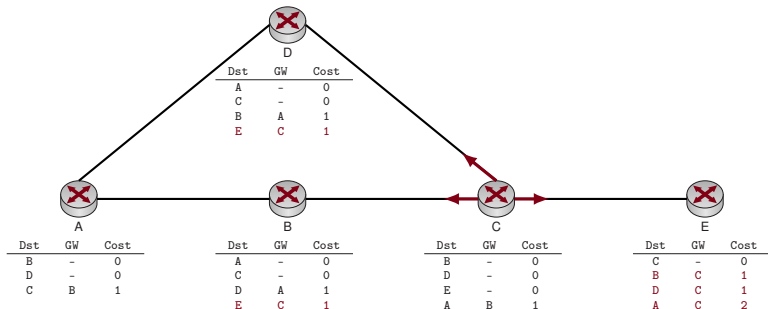 D
Dst GW Cost
A - 0
C - 0
B A 1
E C 1
A
Dst GW Cost
B - 0
D - 0
C B 1
B
Dst GW Cost
A - 0
C - 0
D A 1
E C 1
C
Dst GW Cost
B - 0
D - 0
E - 0
A B 1
E
Dst GW Cost
C - 0
B C 1
D C 1
A C 2